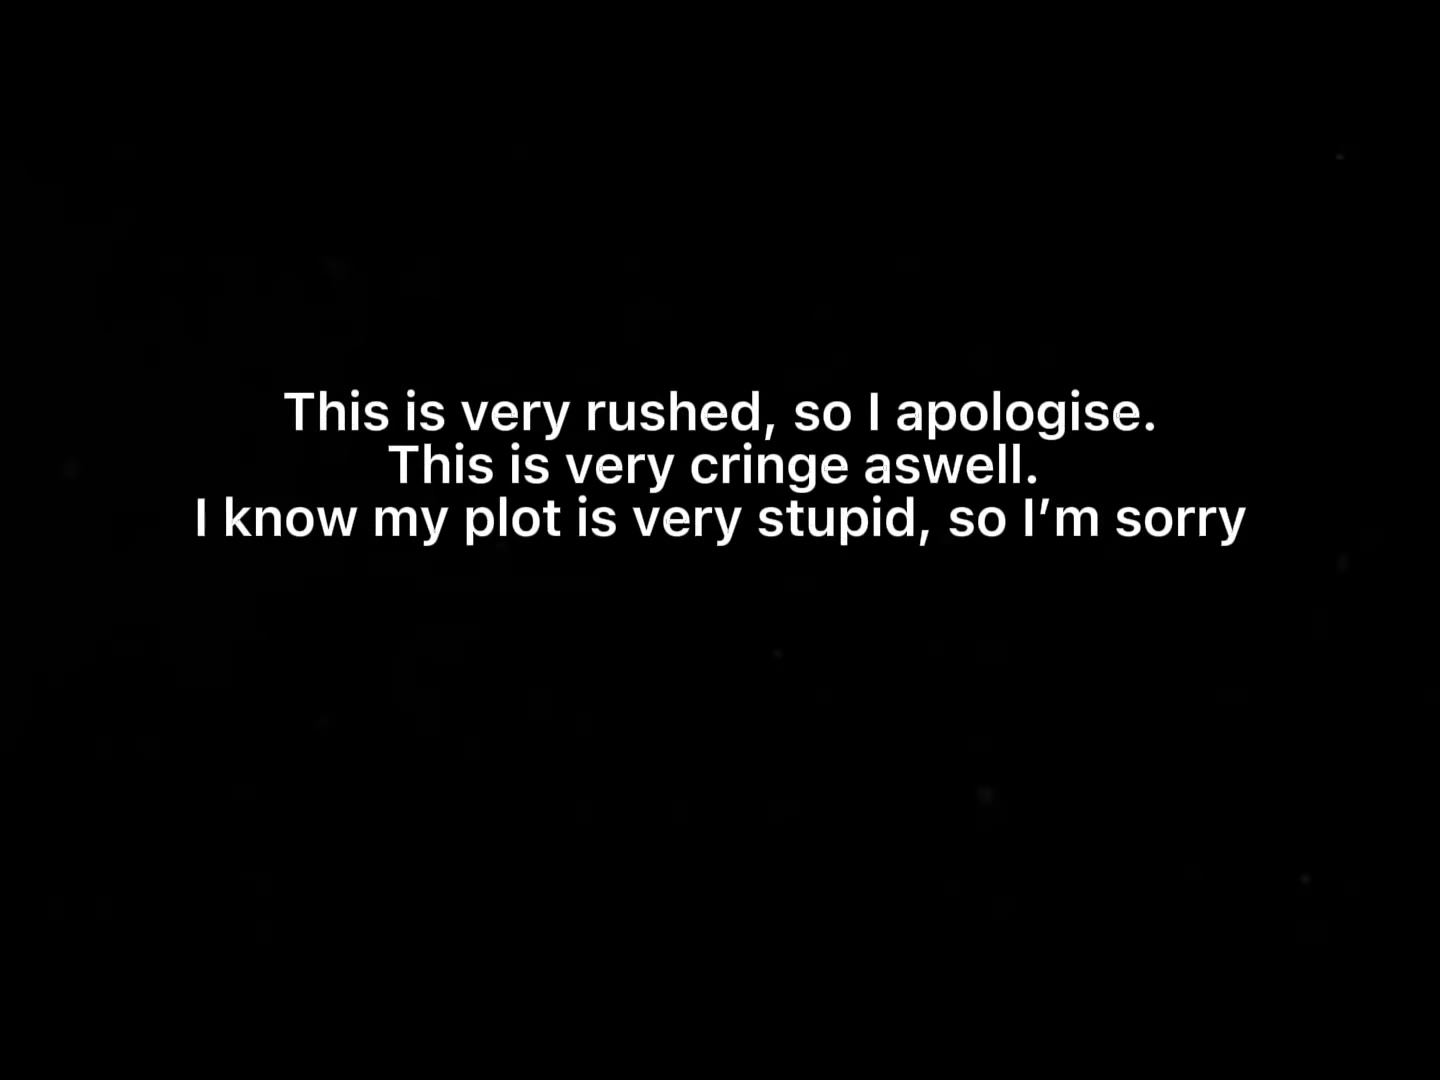 This is very rushed, so I apologise.
This is very cringe aswell.
I know my plot is very stupid, so I’m sorry